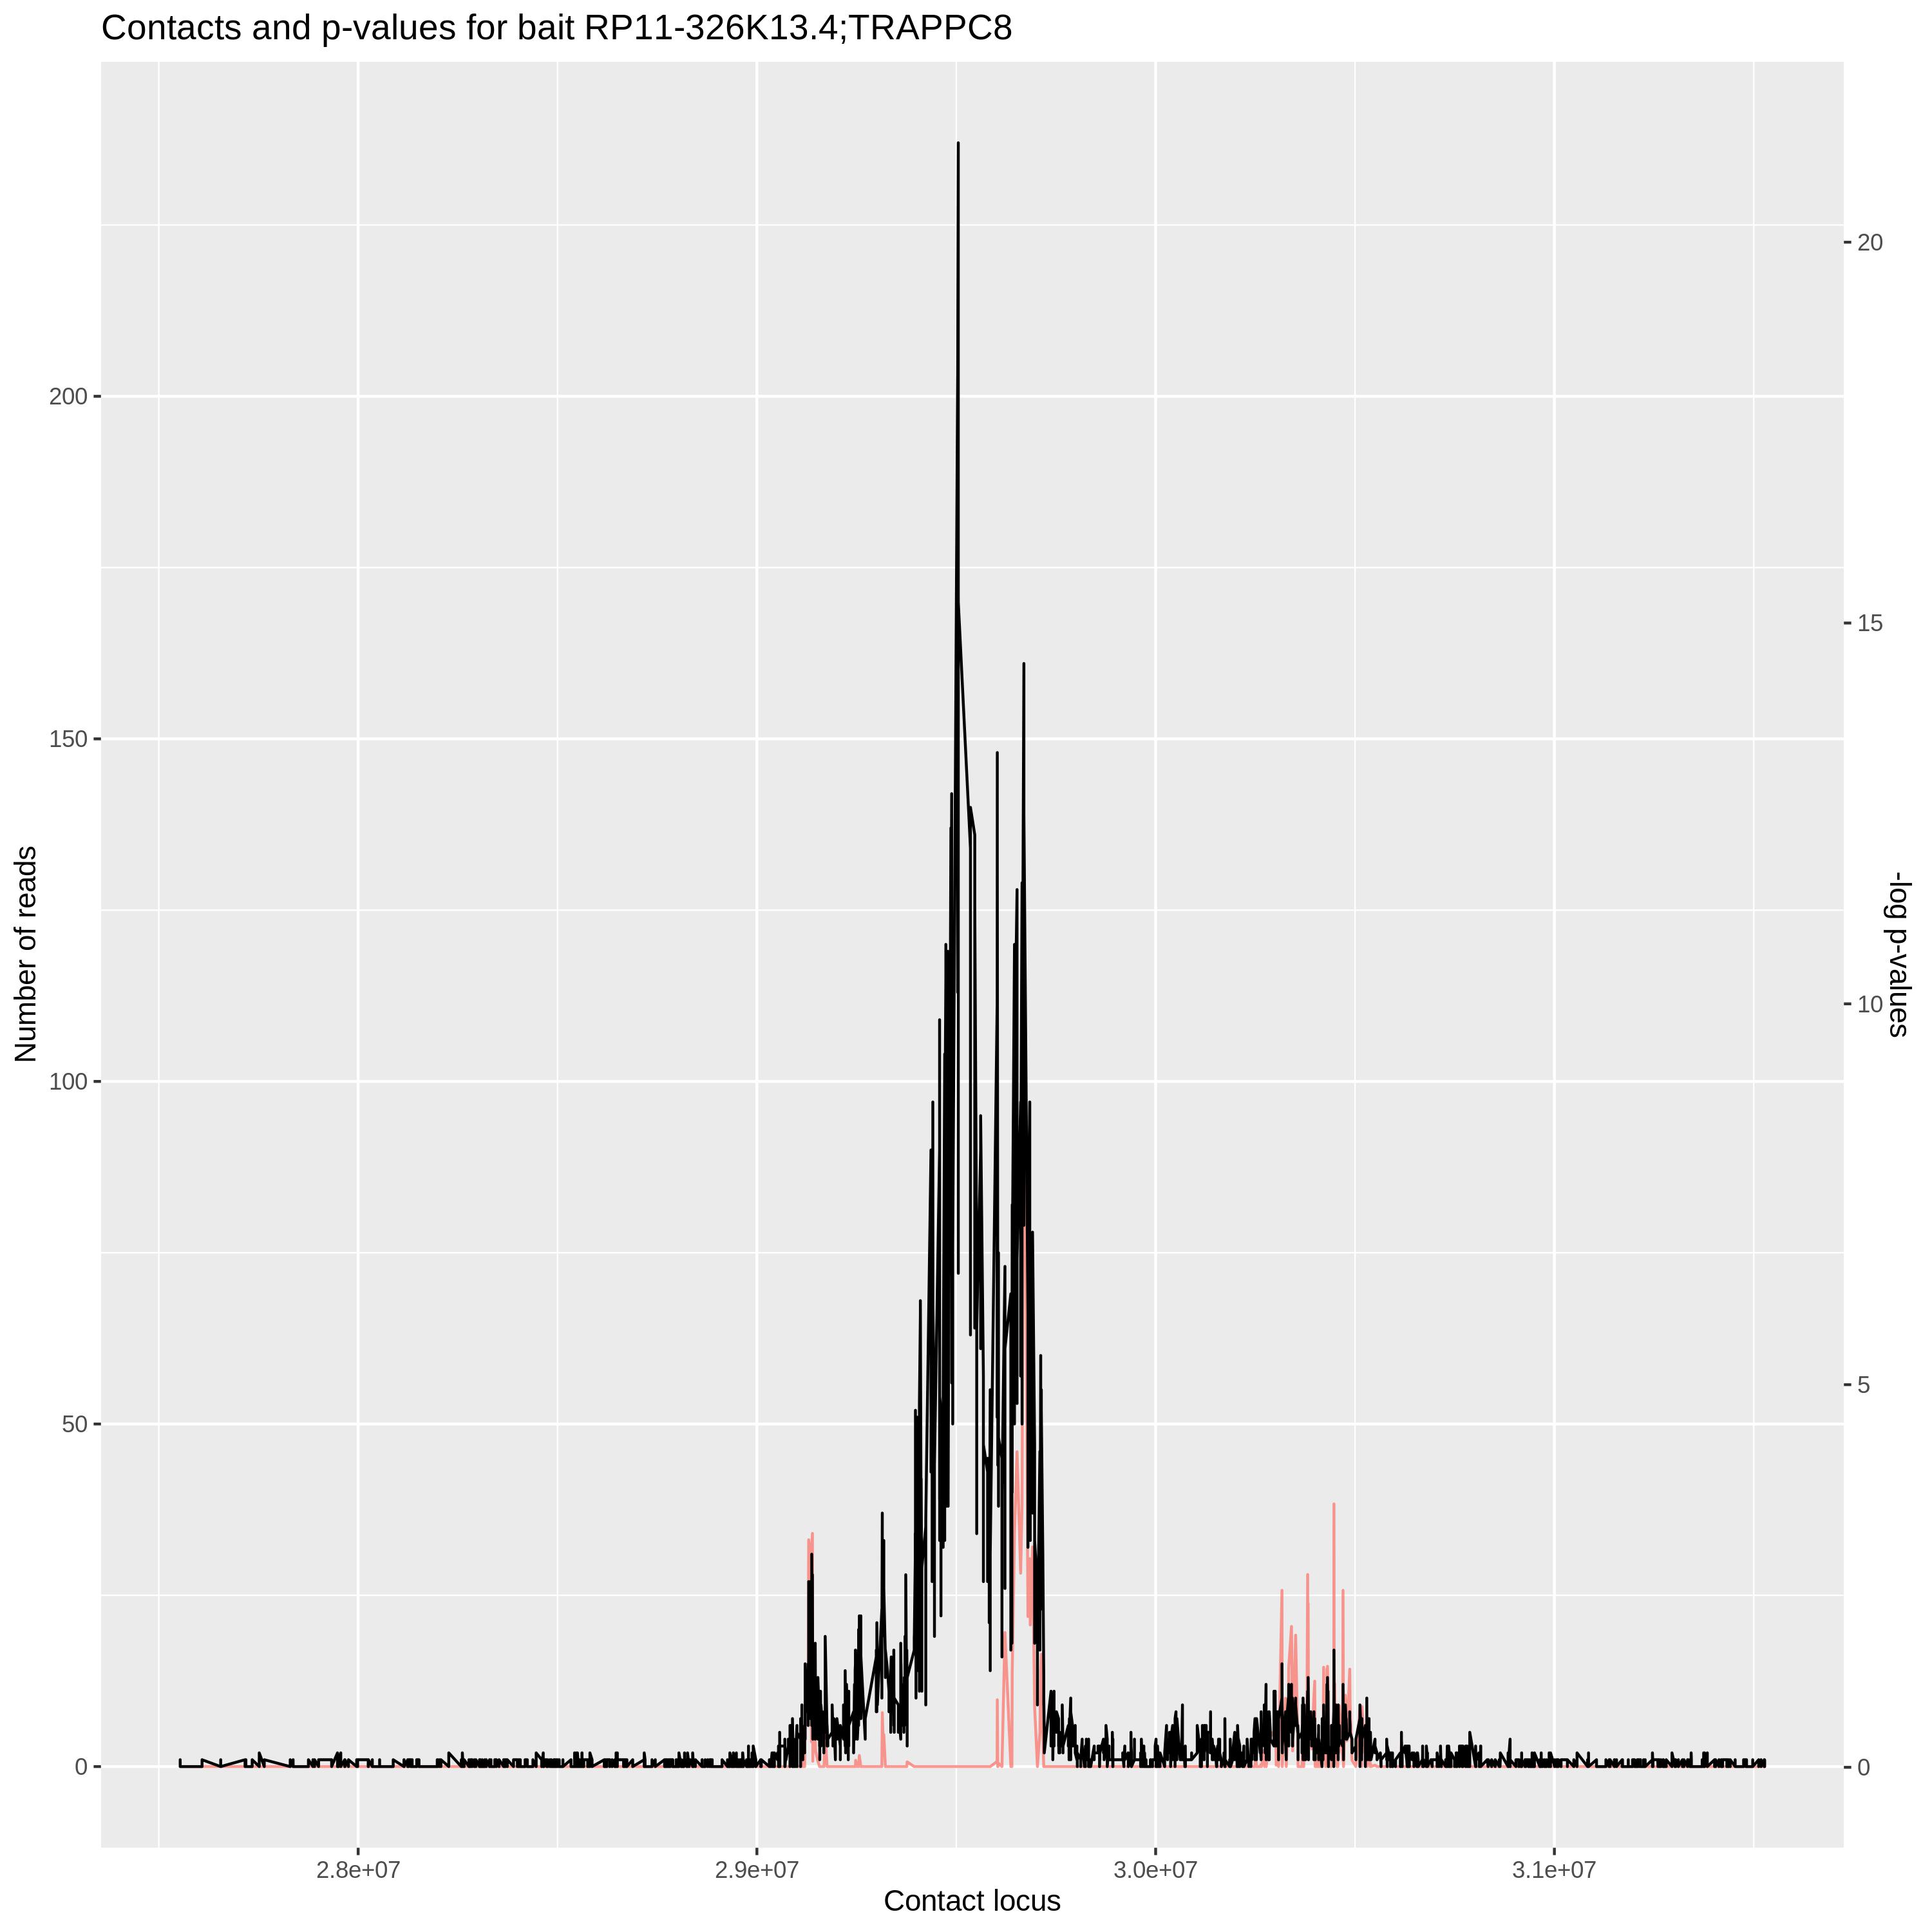 Contacts and p-values for bait RP11-326K13.4;TRAPPC8
Number of reads
200
150
100
50
0
20
15
10
5
0
-log p-values
2.8e+07
2.9e+07
3.0e+07
3.1e+07
Contact locus